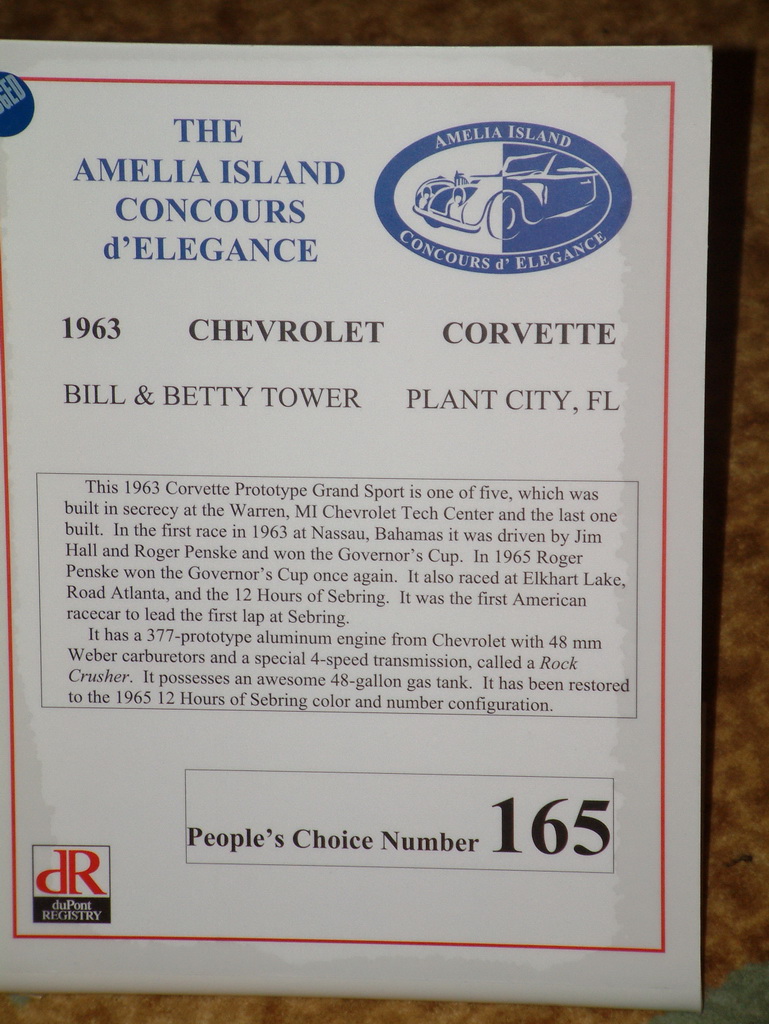 THE
AMELIA ISLAND
CONCOURS
d'ELEGANCE
AMELIA ISLAND
CONCOURS d' ELEGANCE
1963 CHEVROLET CORVETTE
BILL & BETTY TOWER PLANT CITY, FL
This 1963 Corvette Prototype Grand Sport is one of five, which was
built in secrecy at the Warren, MI Chevrolet Tech Center and the last one
built. In the first race in 1963 at Nassau, Bahamas it was driven by Jim
Hall and Roger Penske and won the Governor's Cup. In 1965 Roger
Penske won the Governor's Cup once again. It also raced at Elkhart Lake,
Road Atlanta, and the 12 Hours of Sebring. It was the first American
racecar to lead the first lap at Sebring.
It has a 377-prototype aluminum engine from Chevrolet with 48 mm
Weber carburetors and a special 4-speed transmission, called a Rock
Crusher. It possesses an awesome 48-gallon gas tank. It has been restored
to the 1965 12 Hours of Sebring color and number configuration.
People's Choice Number 165
dR
duPont
REGISTRY